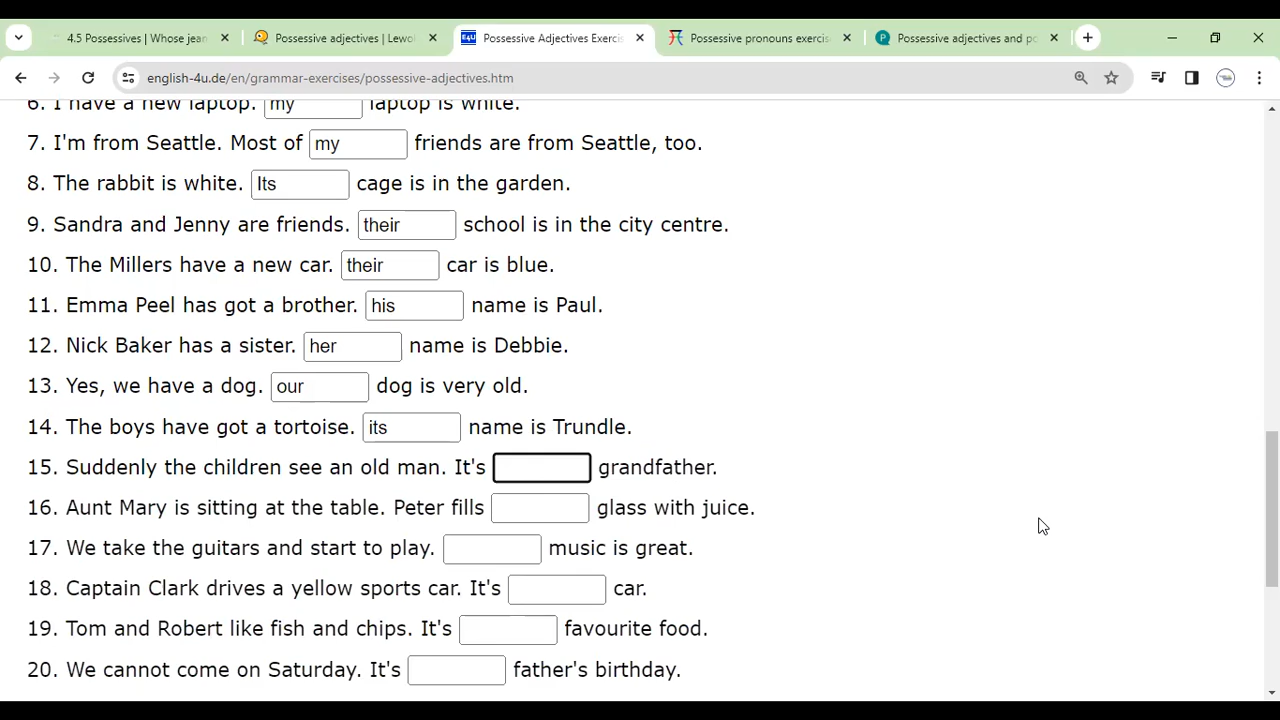 4.5 Possessives | Whose jean
Possessive adjectives | Lewol
Possessive Adjectives Exercis
Possessive pronouns exercis
Possessive adjectives and po
english-4u.de/en/grammar-exercises/possessive-adjectives.htm
6. I have a new laptop. my laptop is white.
7. I'm from Seattle. Most of my friends are from Seattle, too.
8. The rabbit is white. Its cage is in the garden.
9. Sandra and Jenny are friends. their school is in the city centre.
10. The Millers have a new car. their car is blue.
11. Emma Peel has got a brother. his name is Paul.
12. Nick Baker has a sister. her name is Debbie.
13. Yes, we have a dog. our dog is very old.
14. The boys have got a tortoise. its name is Trundle.
15. Suddenly the children see an old man. It's grandfather.
16. Aunt Mary is sitting at the table. Peter fills glass with juice.
17. We take the guitars and start to play. music is great.
18. Captain Clark drives a yellow sports car. It's car.
19. Tom and Robert like fish and chips. It's favourite food.
20. We cannot come on Saturday. It's father's birthday.